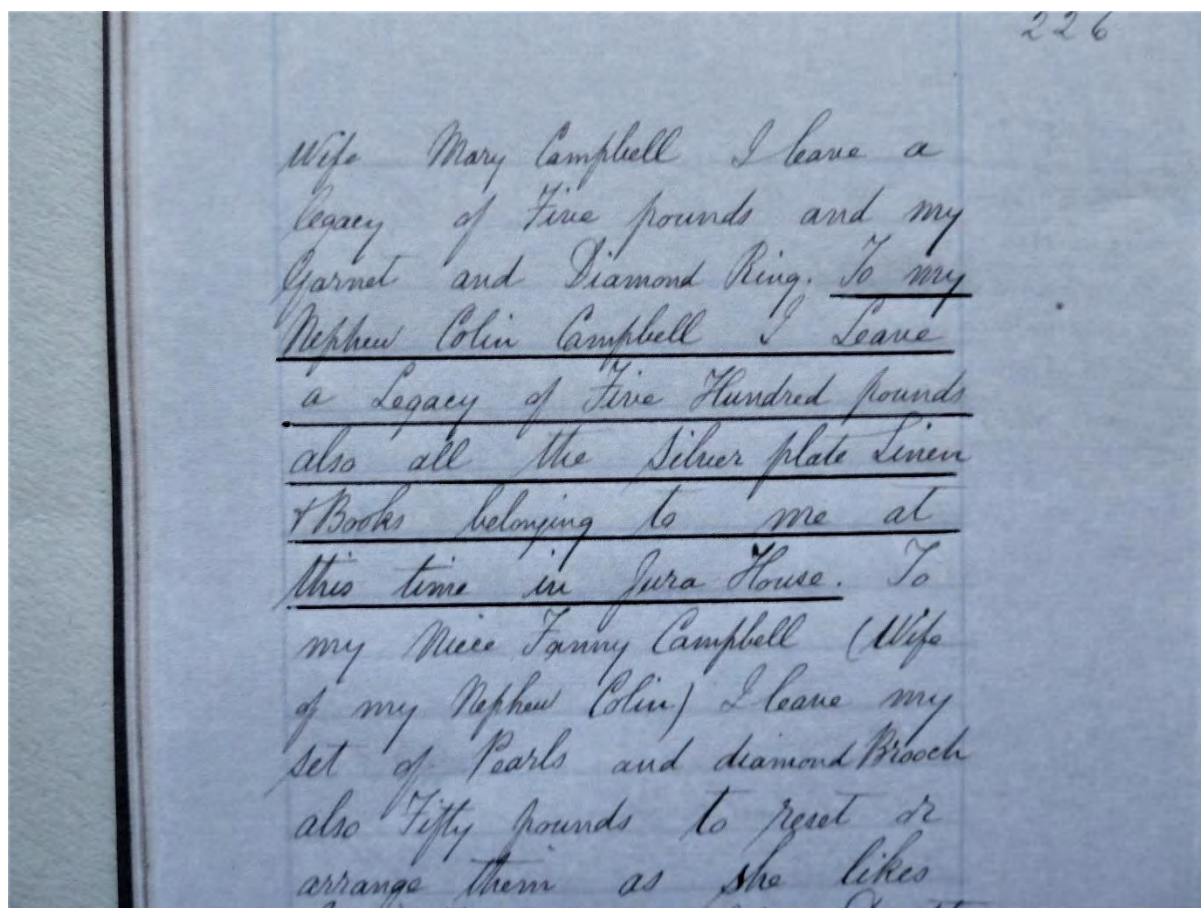 226
Wife Mary Campbell I leave a
legacy of Five pounds and my
Garnet and Diamond Ring. To my
Nephew Colin Campbell I Leave
a Legacy of Five Hundred pounds
also all the Silver plate Linen
+ Books belonging to me at
this time in Jura House. To
my Niece Fanny Campbell (Wife
of my Nephew Colin) I leave my
set of Pearls and diamond Brooch
also Fifty pounds to reset or
arrange them as she likes